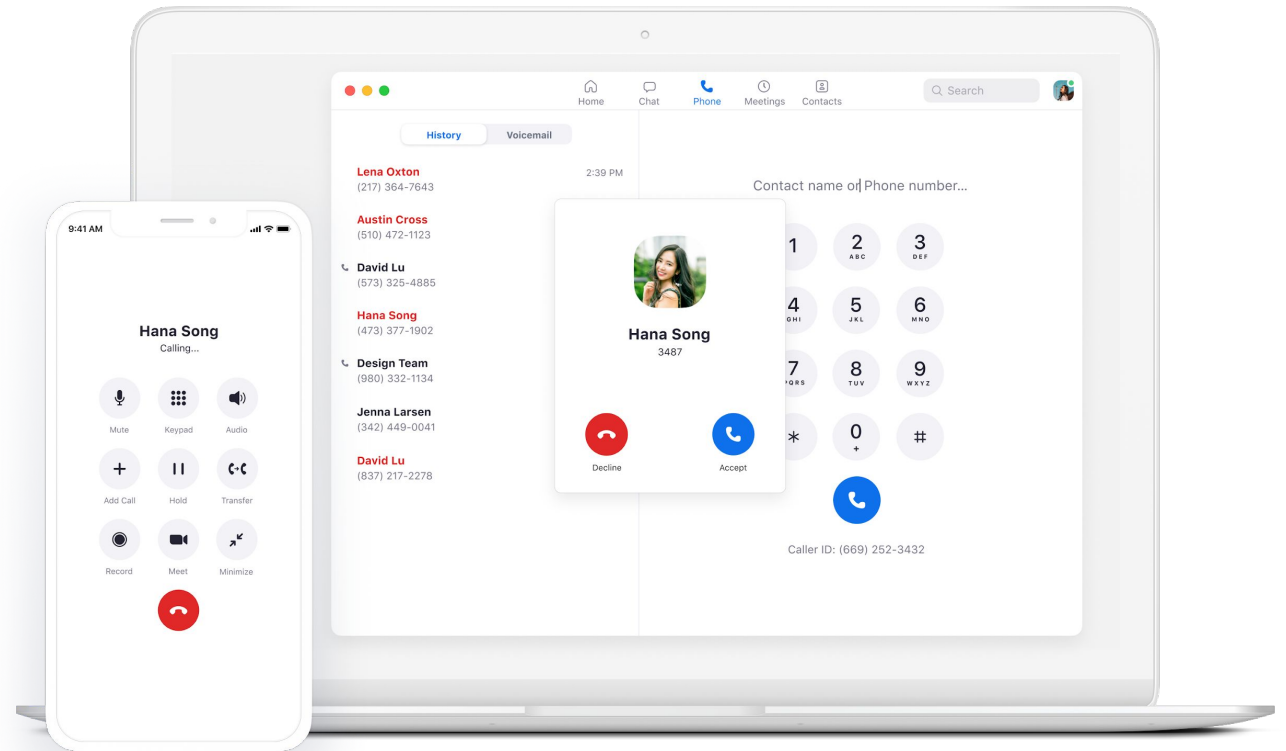 Home
Chat
Phone
Meetings
Contacts
Search
History
Voicemail
Lena Oxton
2:39 PM
(217) 364-7643
Austin Cross
(510) 472-1123
David Lu
(573) 325-4885
Hana Song
(473) 377-1902
Design Team
(980) 332-1134
Jenna Larsen
(342) 449-0041
David Lu
(837) 217-2278
Hana Song
3487
Decline
Accept
Contact name or Phone number...
1
2
ABC
3
DEF
4
GHI
5
JKL
6
MNO
7
PQRS
8
TUV
9
WXYZ
*
0
+
#
Caller ID: (669) 252-3432
9:41 AM
Hana Song
Calling...
Mute
Keypad
Audio
Add Call
Hold
Transfer
Record
Meet
Minimize